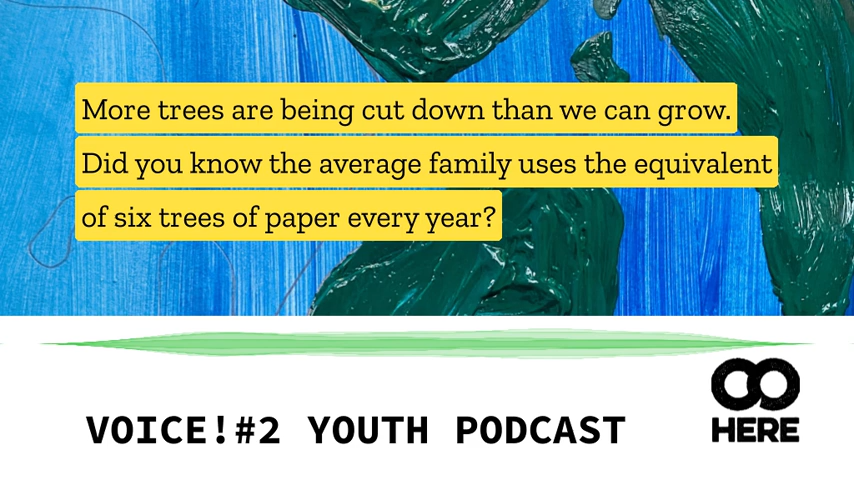 More trees are being cut down than we can grow.
Did you know the average family uses the equivalent
of six trees of paper every year?
VOICE!#2 YOUTH PODCAST
HERE